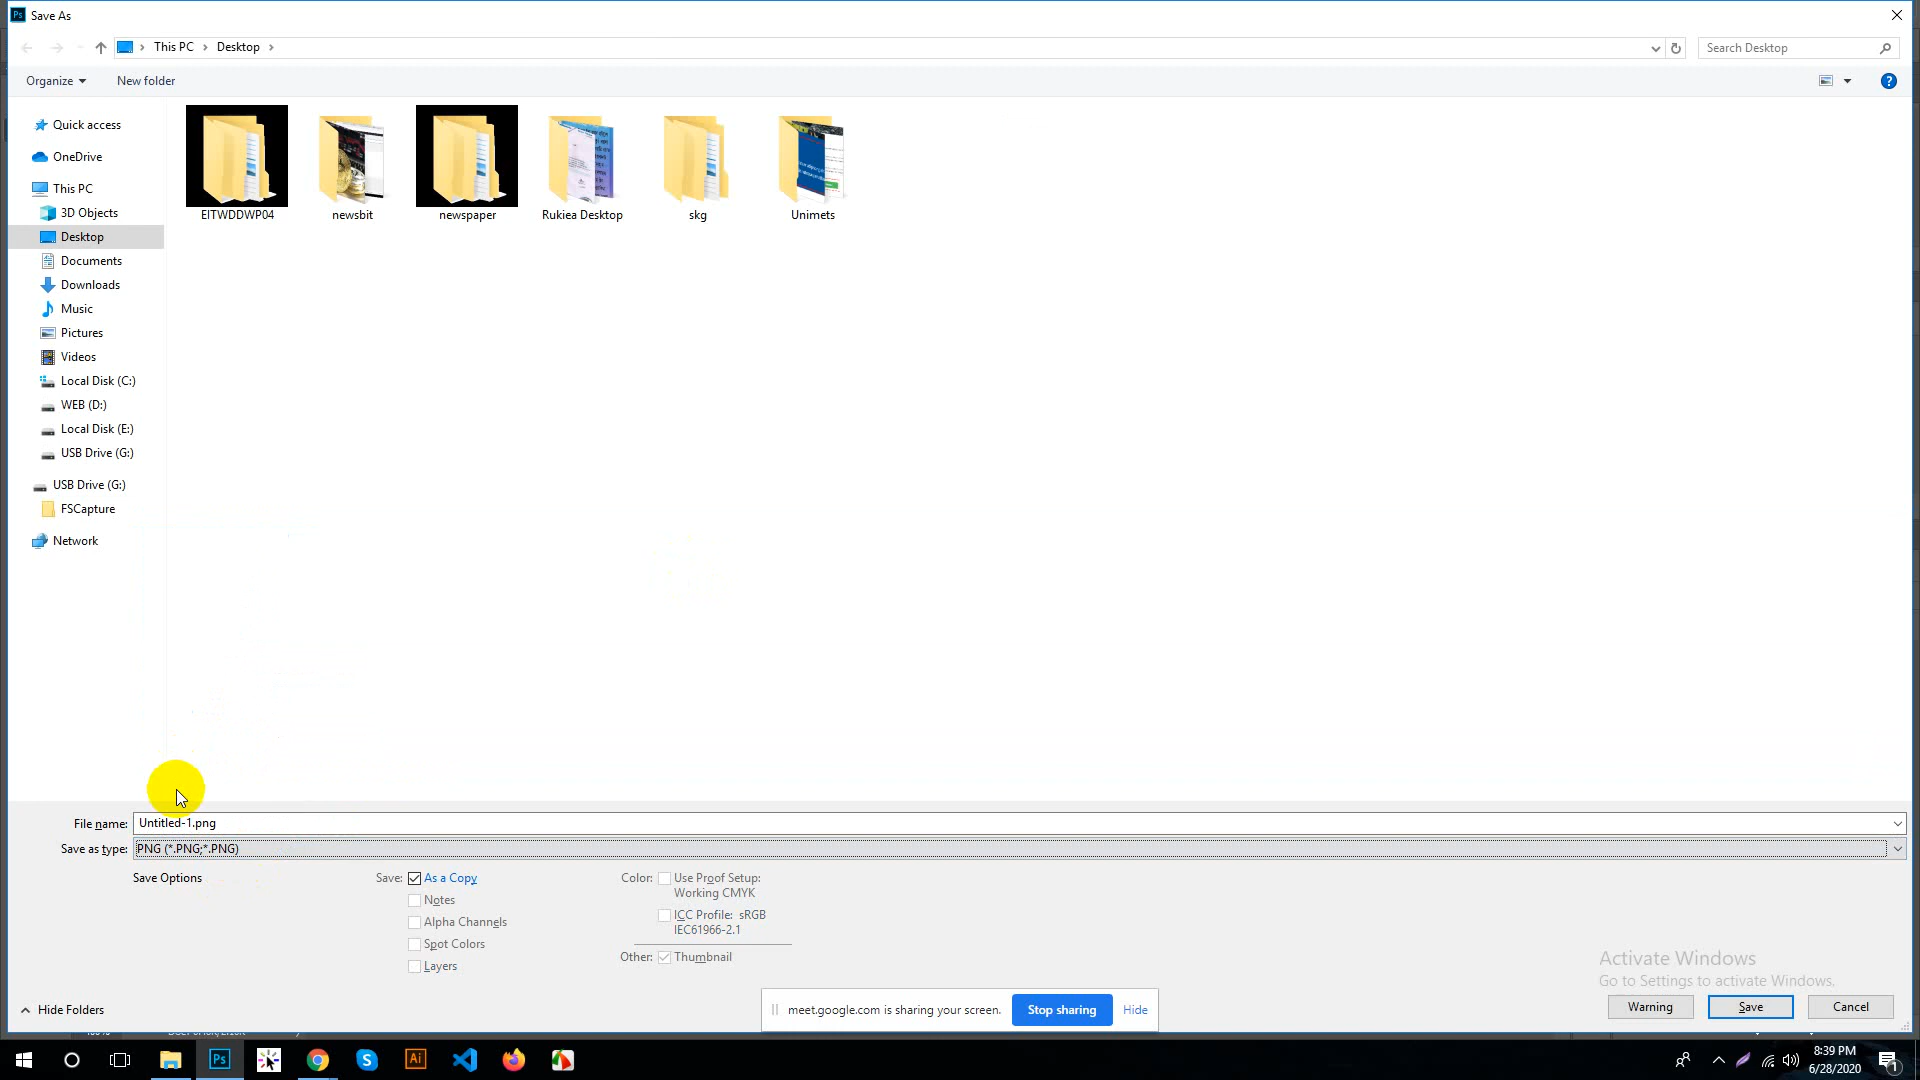 Ps Save As
This PC Desktop
Search Desktop
Organize New folder
Quick access
OneDrive
This PC
3D Objects
Desktop
Documents
Downloads
Music
Pictures
Videos
Local Disk (C:)
WEB (D:)
Local Disk (E:)
USB Drive (G:)
USB Drive (G:)
FSCapture
Network
EITWDDWP04 newsbit newspaper Rukiea Desktop skg Unimets
File name: Untitled-1.png
Save as type: PNG (*.PNG;*.PNG)
Save Options
Save: As a Copy
Notes
Alpha Channels
Spot Colors
Layers
Color: Use Proof Setup:
Working CMYK
ICC Profile: sRGB
IEC61966-2.1
Other: Thumbnail
Activate Windows
Go to Settings to activate Windows.
Hide Folders
meet.google.com is sharing your screen. Stop sharing Hide
Warning Save Cancel
Ps Ai
8:39 PM
6/28/2020
1